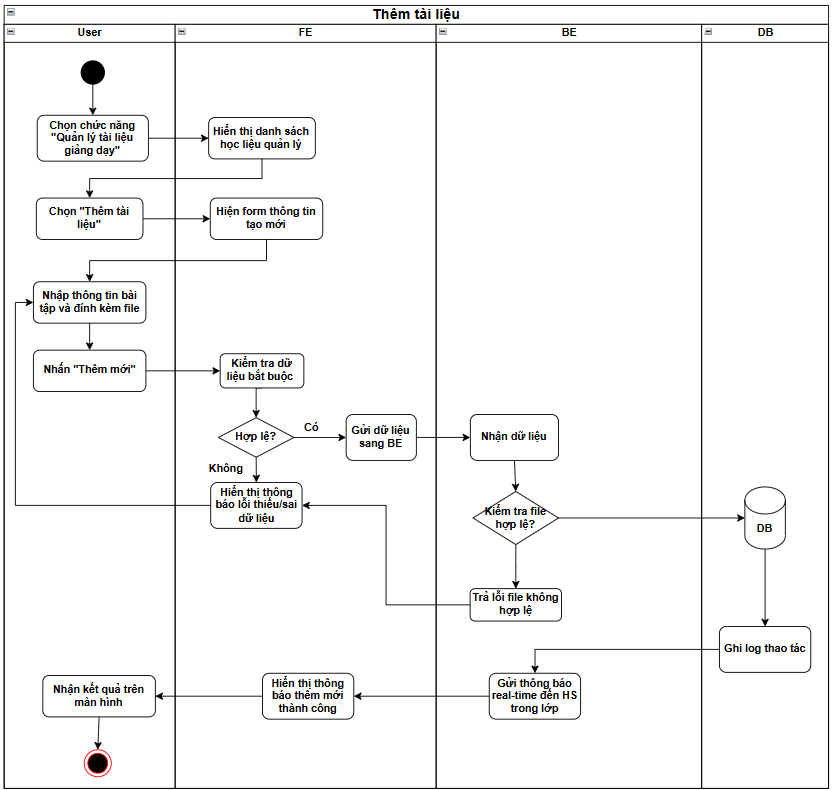 Thêm tài liệu
User
FE
BE
DB
Chọn chức năng
"Quản lý tài liệu
giảng dạy"
Hiển thị danh sách
học liệu quản lý
Chọn "Thêm tài
liệu"
Hiện form thông tin
tạo mới
Nhập thông tin bài
tập và đính kèm file
Nhấn "Thêm mới"
Kiểm tra dữ
liệu bắt buộc
Hợp lệ?
Có
Gửi dữ liệu
sang BE
Nhận dữ liệu
Không
Hiển thị thông
báo lỗi thiếu/sai
dữ liệu
Kiểm tra file
hợp lệ?
DB
Trả lỗi file không
hợp lệ
Ghi log thao tác
Gửi thông báo
real-time đến HS
trong lớp
Hiển thị thông
báo thêm mới
thành công
Nhận kết quả trên
màn hình